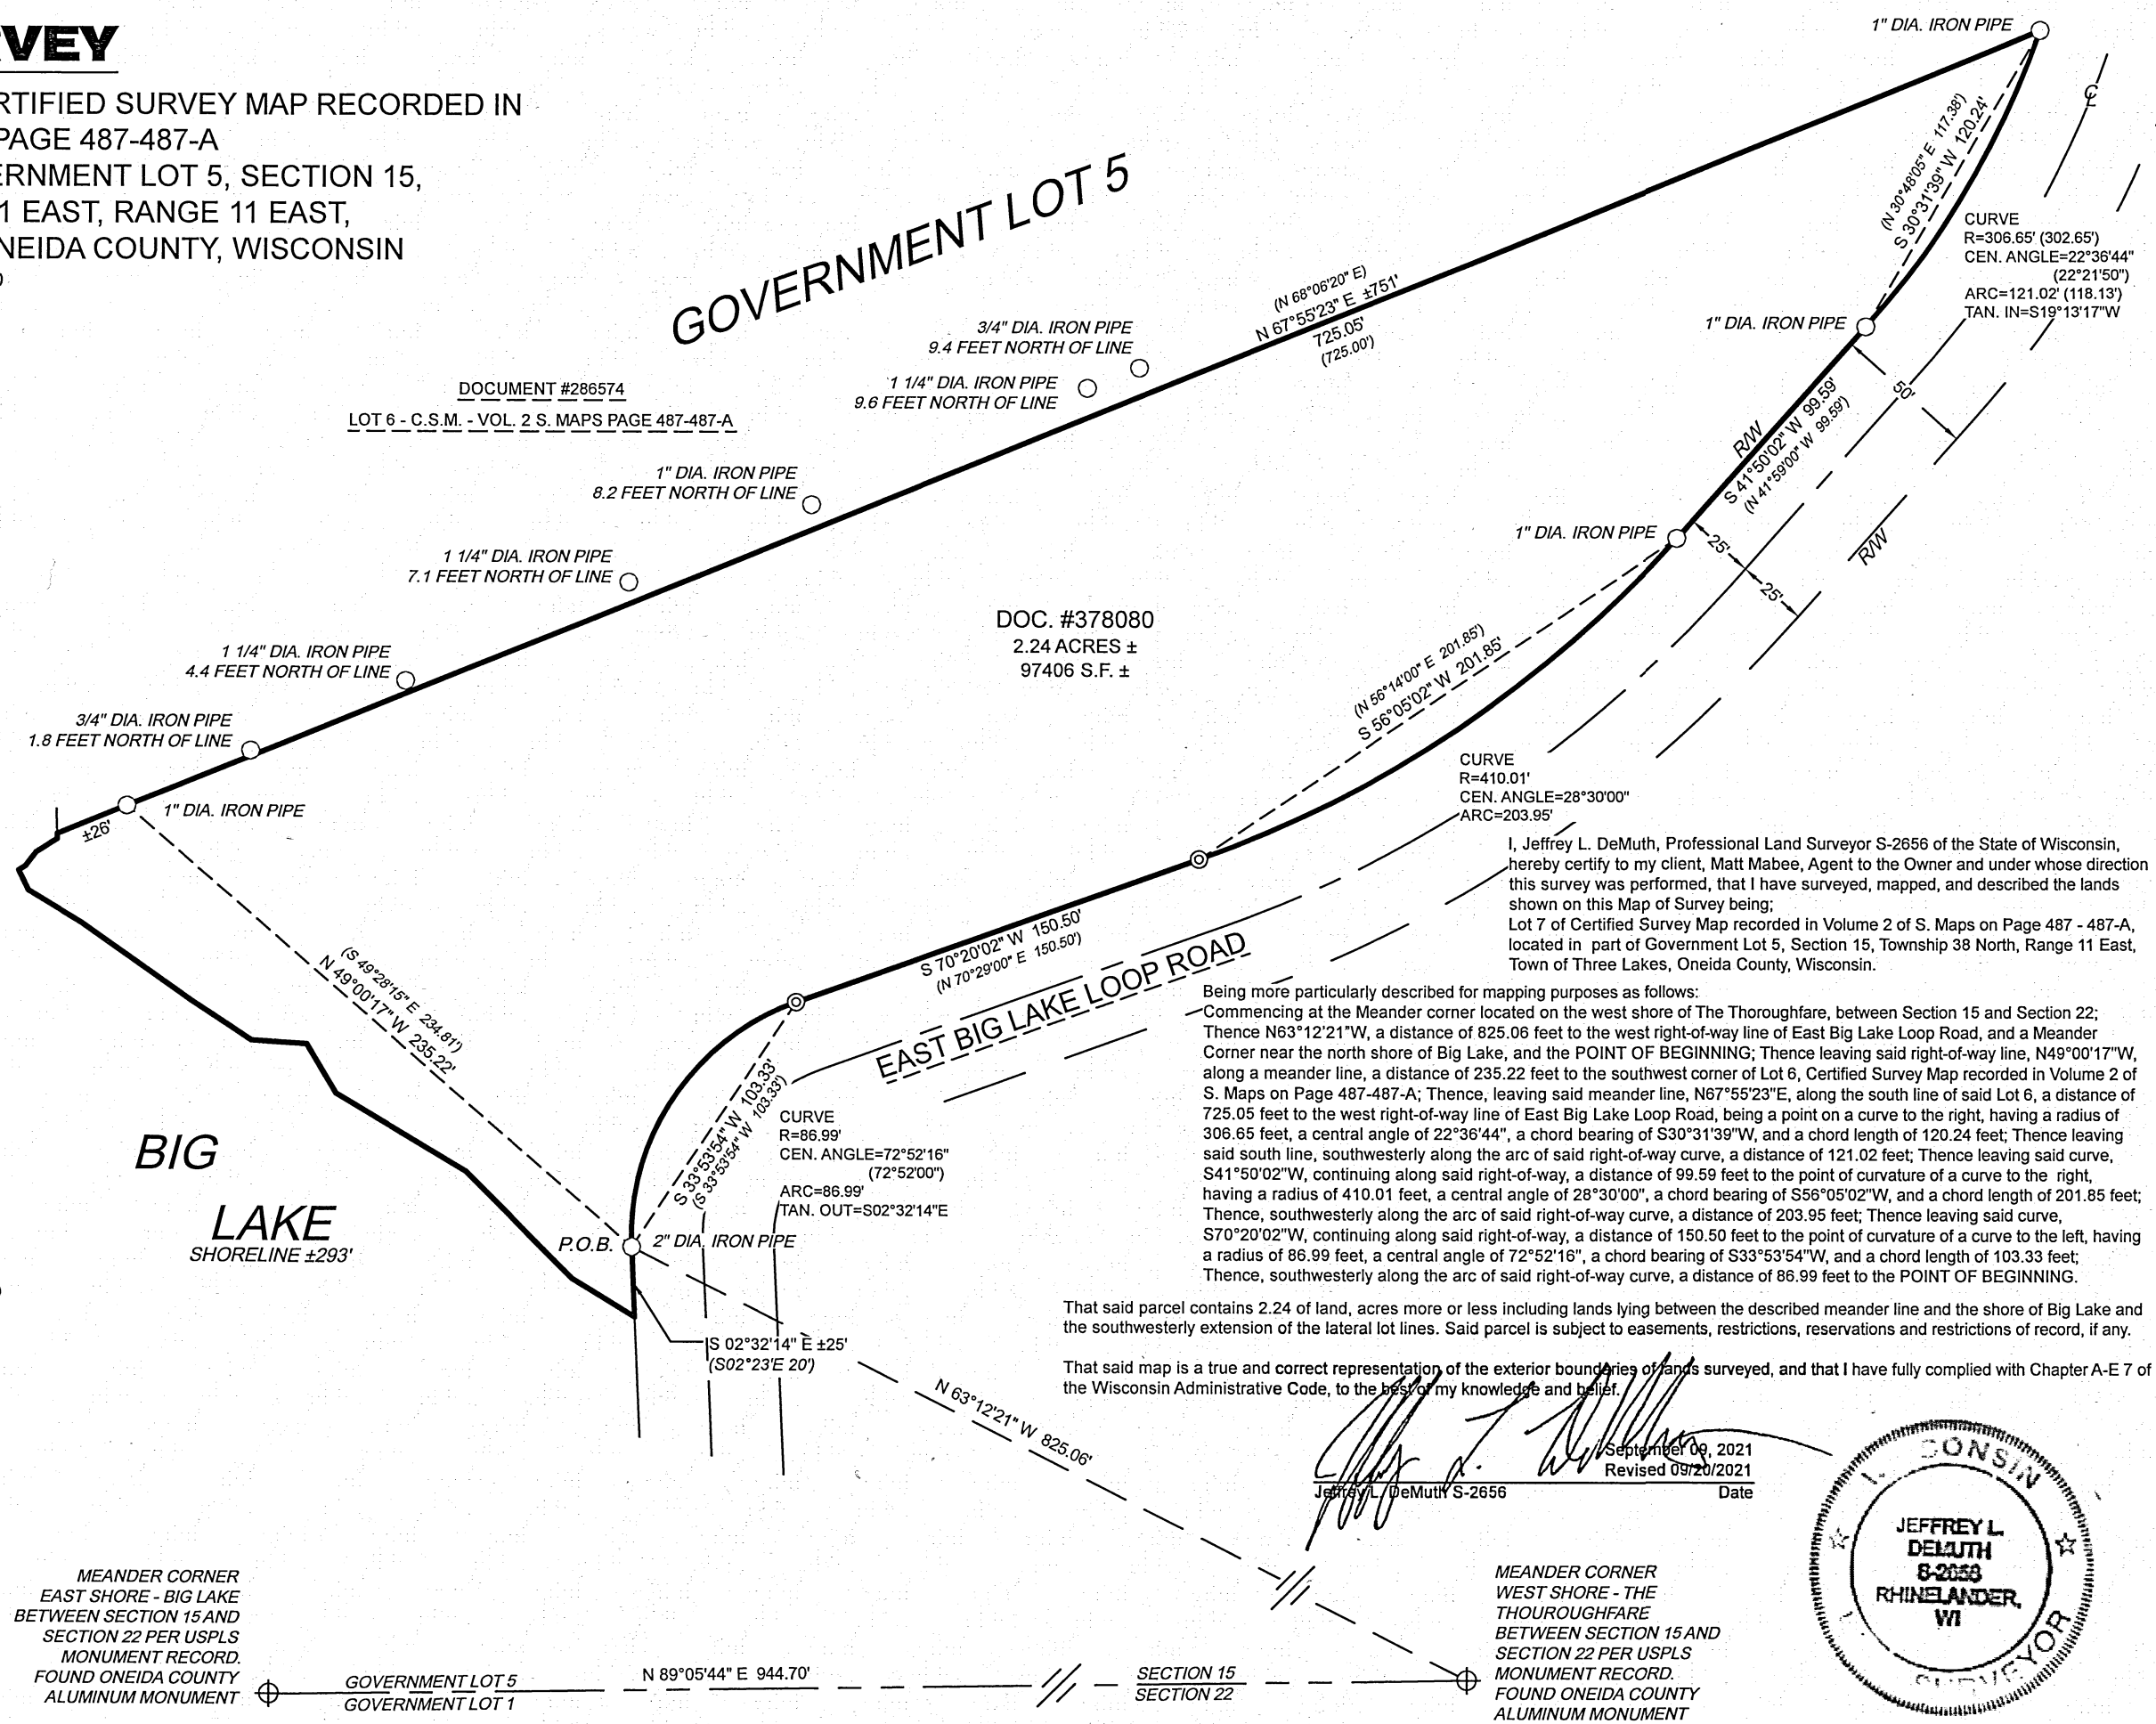 RVEY
RTIFIED SURVEY MAP RECORDED IN
PAGE 487-487-A
ERNMENT LOT 5, SECTION 15,
1 EAST, RANGE 11 EAST,
NEIDA COUNTY, WISCONSIN
GOVERNMENT LOT 5
DOCUMENT #286574
LOT 6 - C.S.M. - VOL. 2 S. MAPS PAGE 487-487-A
1" DIA. IRON PIPE
(N 68°06'20" E)
N 67°55'23" E ±751'
725.05'
(725.00')
3/4" DIA. IRON PIPE
9.4 FEET NORTH OF LINE
1 1/4" DIA. IRON PIPE
9.6 FEET NORTH OF LINE
1" DIA. IRON PIPE
8.2 FEET NORTH OF LINE
1 1/4" DIA. IRON PIPE
7.1 FEET NORTH OF LINE
1 1/4" DIA. IRON PIPE
4.4 FEET NORTH OF LINE
3/4" DIA. IRON PIPE
1.8 FEET NORTH OF LINE
1" DIA. IRON PIPE
±26'
(N 30°48'05" E 117.38')
S 30°31'39" W 120.24'
CURVE
R=306.65' (302.65')
CEN. ANGLE=22°36'44"
(22°21'50")
ARC=121.02' (118.13')
TAN. IN=S19°13'17"W
1" DIA. IRON PIPE
R/W
S 41°50'02" W 99.59'
(N 41°59'00" W 99.59')
50'
1" DIA. IRON PIPE
25'
25'
R/W
DOC. #378080
2.24 ACRES ±
97406 S.F. ±
(N 56°14'00" E 201.85')
S 56°05'02" W 201.85'
CURVE
R=410.01'
CEN. ANGLE=28°30'00"
ARC=203.95'
S 70°20'02" W 150.50'
(N 70°29'00" E 150.50')
EAST BIG LAKE LOOP ROAD
(S 49°28'15" E 234.81')
N 49°00'17" W 235.22'
S 33°53'54" W 103.33'
(S 33°53'54" W 103.33')
CURVE
R=86.99'
CEN. ANGLE=72°52'16"
(72°52'00")
ARC=86.99'
TAN. OUT=S02°32'14"E
BIG
LAKE
SHORELINE ±293'
P.O.B.
2" DIA. IRON PIPE
S 02°32'14" E ±25'
(S02°23'E 20')
N 63°12'21" W 825.06'
I, Jeffrey L. DeMuth, Professional Land Surveyor S-2656 of the State of Wisconsin,
hereby certify to my client, Matt Mabee, Agent to the Owner and under whose direction
this survey was performed, that I have surveyed, mapped, and described the lands
shown on this Map of Survey being;
Lot 7 of Certified Survey Map recorded in Volume 2 of S. Maps on Page 487 - 487-A,
located in part of Government Lot 5, Section 15, Township 38 North, Range 11 East,
Town of Three Lakes, Oneida County, Wisconsin.
Being more particularly described for mapping purposes as follows:
Commencing at the Meander corner located on the west shore of The Thoroughfare, between Section 15 and Section 22;
Thence N63°12'21"W, a distance of 825.06 feet to the west right-of-way line of East Big Lake Loop Road, and a Meander
Corner near the north shore of Big Lake, and the POINT OF BEGINNING; Thence leaving said right-of-way line, N49°00'17"W,
along a meander line, a distance of 235.22 feet to the southwest corner of Lot 6, Certified Survey Map recorded in Volume 2 of
S. Maps on Page 487-487-A; Thence, leaving said meander line, N67°55'23"E, along the south line of said Lot 6, a distance of
725.05 feet to the west right-of-way line of East Big Lake Loop Road, being a point on a curve to the right, having a radius of
306.65 feet, a central angle of 22°36'44", a chord bearing of S30°31'39"W, and a chord length of 120.24 feet; Thence leaving
said south line, southwesterly along the arc of said right-of-way curve, a distance of 121.02 feet; Thence leaving said curve,
S41°50'02"W, continuing along said right-of-way, a distance of 99.59 feet to the point of curvature of a curve to the right,
having a radius of 410.01 feet, a central angle of 28°30'00", a chord bearing of S56°05'02"W, and a chord length of 201.85 feet;
Thence, southwesterly along the arc of said right-of-way curve, a distance of 203.95 feet; Thence leaving said curve,
S70°20'02"W, continuing along said right-of-way, a distance of 150.50 feet to the point of curvature of a curve to the left, having
a radius of 86.99 feet, a central angle of 72°52'16", a chord bearing of S33°53'54"W, and a chord length of 103.33 feet;
Thence, southwesterly along the arc of said right-of-way curve, a distance of 86.99 feet to the POINT OF BEGINNING.
That said parcel contains 2.24 of land, acres more or less including lands lying between the described meander line and the shore of Big Lake and
the southwesterly extension of the lateral lot lines. Said parcel is subject to easements, restrictions, reservations and restrictions of record, if any.
That said map is a true and correct representation of the exterior boundries of lands surveyed, and that I have fully complied with Chapter A-E 7 of
the Wisconsin Administrative Code, to the best of my knowledge and belief.
September 09, 2021
Revised 09/20/2021
Jeffrey L. DeMuth S-2656
Date
CONSIN
JEFFREY L.
DEMUTH
RHINELANDER,
WI
SURVEYOR
MEANDER CORNER
EAST SHORE - BIG LAKE
BETWEEN SECTION 15 AND
SECTION 22 PER USPLS
MONUMENT RECORD.
FOUND ONEIDA COUNTY
ALUMINUM MONUMENT
GOVERNMENT LOT 5
GOVERNMENT LOT 1
N 89°05'44" E 944.70'
SECTION 15
SECTION 22
MEANDER CORNER
WEST SHORE - THE
THOUROUGHFARE
BETWEEN SECTION 15 AND
SECTION 22 PER USPLS
MONUMENT RECORD.
FOUND ONEIDA COUNTY
ALUMINUM MONUMENT